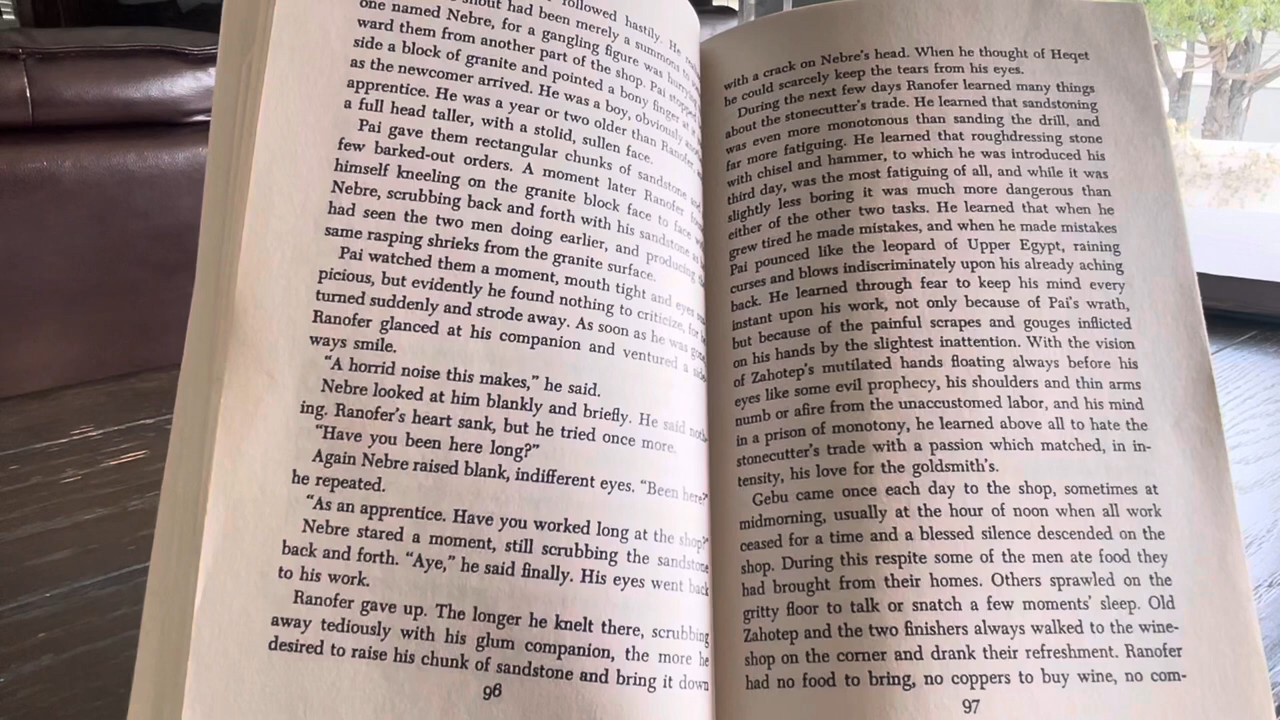 followed hastily. He
had been merely a summons to
one named Nebre, for a gangling figure was hurrying
ward them from another part of the shop. Pai stopped
side a block of granite and pointed a bony finger at
as the newcomer arrived. He was a boy, obviously
apprentice. He was a year or two older than Ranofer
a full head taller, with a stolid, sullen face.
Pai gave them rectangular chunks of sandstone and
few barked-out orders. A moment later Ranofer
himself kneeling on the granite block face to face
Nebre, scrubbing back and forth with his sandstone as
had seen the two men doing earlier, and producing
same rasping shrieks from the granite surface.
Pai watched them a moment, mouth tight and eyes
picious, but evidently he found nothing to criticize, for
turned suddenly and strode away. As soon as he was gone
Ranofer glanced at his companion and ventured a side
ways smile.
"A horrid noise this makes," he said.
Nebre looked at him blankly and briefly. He said noth-
ing. Ranofer's heart sank, but he tried once more.
"Have you been here long?"
Again Nebre raised blank, indifferent eyes. "Been here?"
he repeated.
"As an apprentice. Have you worked long at the shop?"
Nebre stared a moment, still scrubbing the sandstone
back and forth. "Aye," he said finally. His eyes went back
to his work.
Ranofer gave up. The longer he knelt there, scrubbing
away tediously with his glum companion, the more he
desired to raise his chunk of sandstone and bring it down
96
with a crack on Nebre's head. When he thought of Heqet
he could scarcely keep the tears from his eyes.
During the next few days Ranofer learned many things
about the stonecutter's trade. He learned that sandstoning
was even more monotonous than sanding the drill, and
far more fatiguing. He learned that roughdressing stone
with chisel and hammer, to which he was introduced his
third day, was the most fatiguing of all, and while it was
slightly less boring it was much more dangerous than
either of the other two tasks. He learned that when he
grew tired he made mistakes, and when he made mistakes
Pai pounced like the leopard of Upper Egypt, raining
curses and blows indiscriminately upon his already aching
back. He learned through fear to keep his mind every
instant upon his work, not only because of Pai's wrath,
but because of the painful scrapes and gouges inflicted
on his hands by the slightest inattention. With the vision
of Zahotep's mutilated hands floating always before his
eyes like some evil prophecy, his shoulders and thin arms
numb or afire from the unaccustomed labor, and his mind
in a prison of monotony, he learned above all to hate the
stonecutter's trade with a passion which matched, in in-
tensity, his love for the goldsmith's.
Gebu came once each day to the shop, sometimes at
midmorning, usually at the hour of noon when all work
ceased for a time and a blessed silence descended on the
shop. During this respite some of the men ate food they
had brought from their homes. Others sprawled on the
gritty floor to talk or snatch a few moments' sleep. Old
Zahotep and the two finishers always walked to the wine-
shop on the corner and drank their refreshment. Ranofer
had no food to bring, no coppers to buy wine, no com-
97